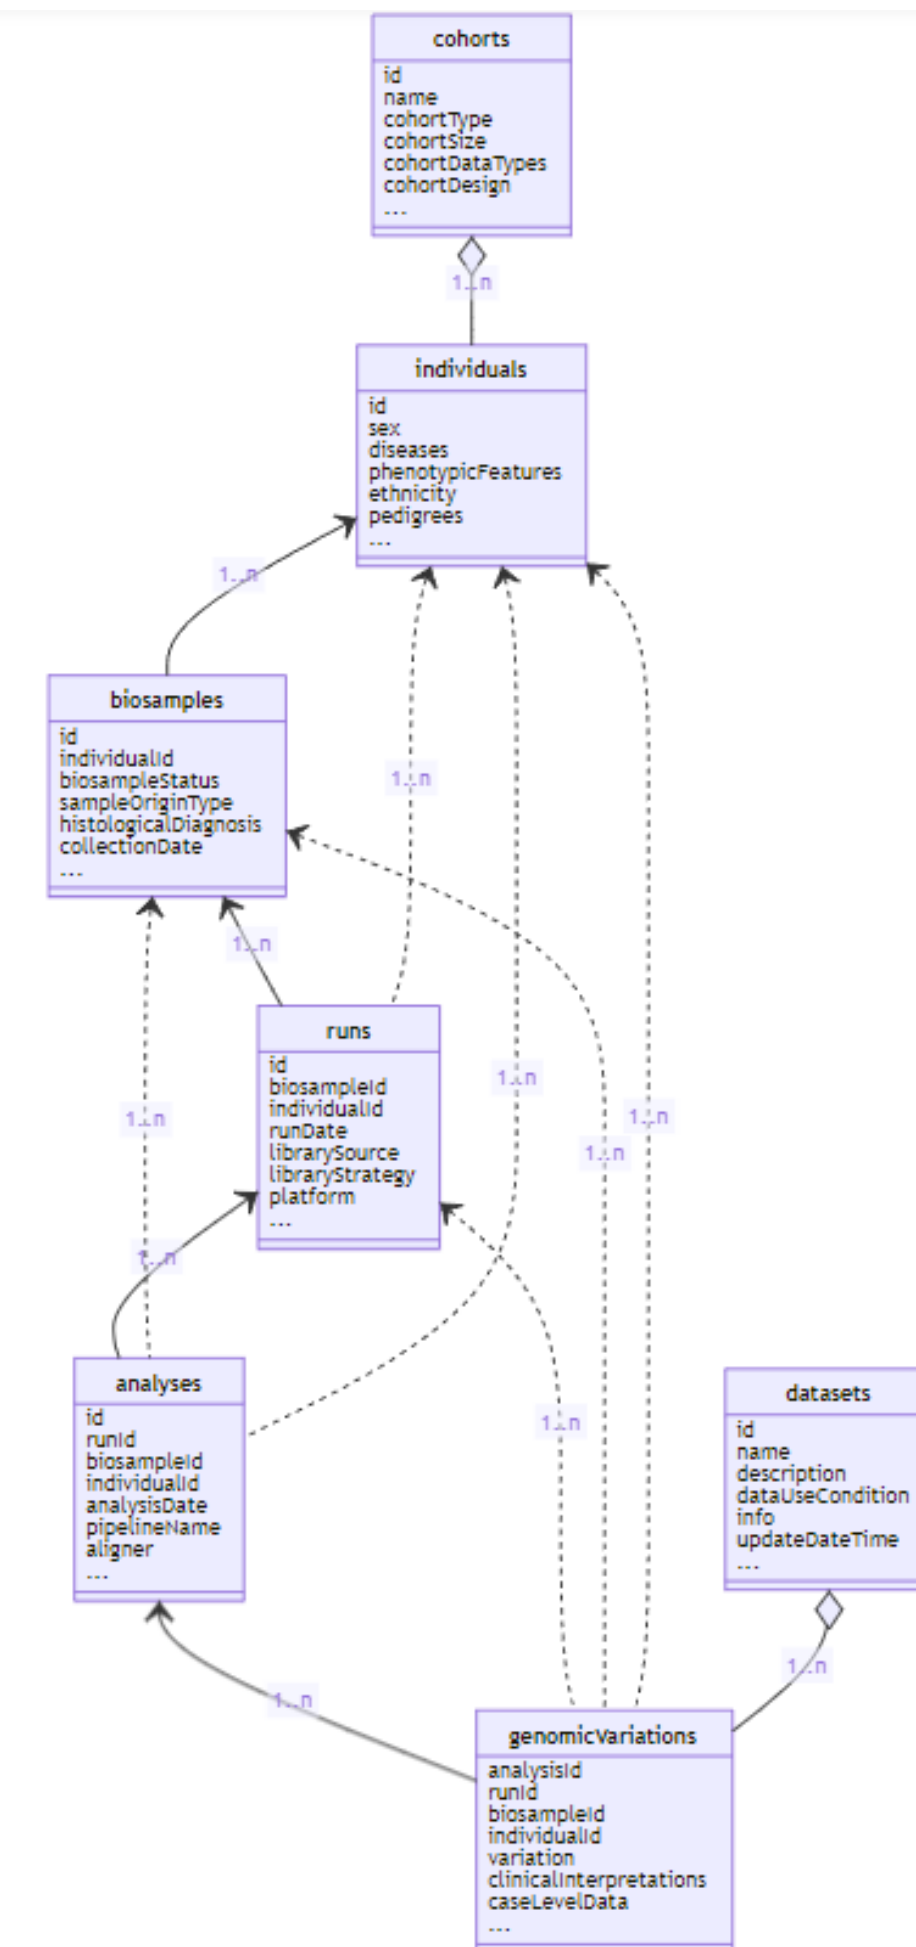 cohorts
id
name
cohortType
cohortSize
cohortDataTypes
cohortDesign
...
1..n
individuals
id
sex
diseases
phenotypicFeatures
ethnicity
pedigrees
...
1..n
biosamples
id
individualId
biosampleStatus
sampleOriginType
histologicalDiagnosis
collectionDate
...
1..n
1..n
runs
id
biosampleId
individualId
runDate
librarySource
libraryStrategy
platform
...
1..n
1..n
1..n
1..n
1..n
analyses
id
runId
biosampleId
individualId
analysisDate
pipelineName
aligner
...
1..n
datasets
id
name
description
dataUseCondition
info
updateDateTime
...
1..n
1..n
genomicVariations
analysisId
runId
biosampleId
individualId
variation
clinicalInterpretations
caseLevelData
...